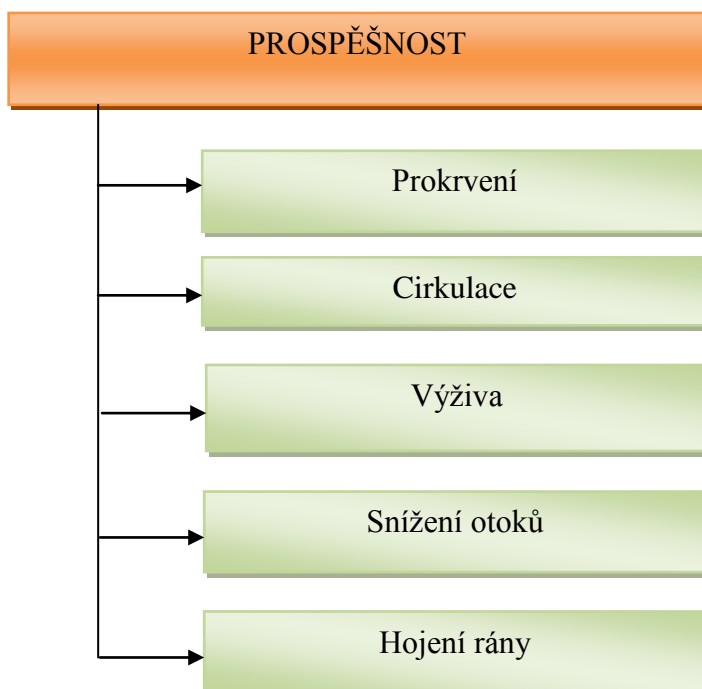 PROSPĚŠNOST
Prokrvení
Cirkulace
Výživa
Snížení otoků
Hojení rány